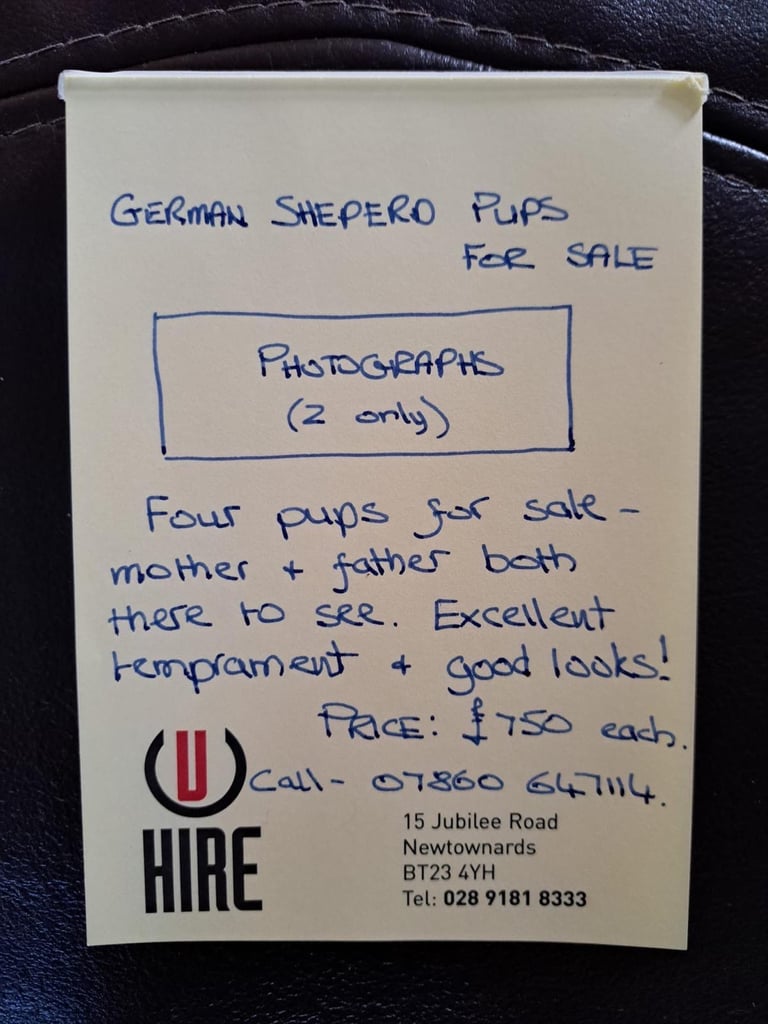 GERMAN SHEPERD PUPS
FOR SALE
PHOTOGRAPHS
(2 only)
Four pups for sale -
mother + father both
there to see. Excellent
temprament + good looks!
PRICE: £750 each.
Call - 07860 647114.
U
HIRE
15 Jubilee Road
Newtownards
BT23 4YH
Tel: 028 9181 8333